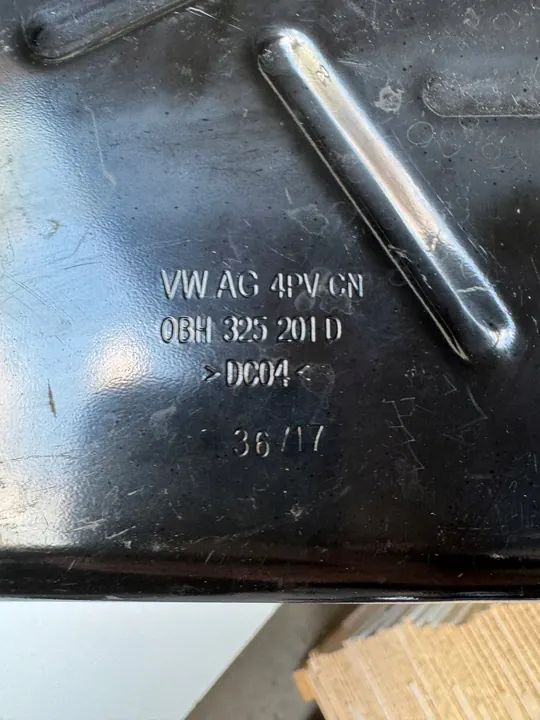 VW AG 4PV CN
0BH 325 201 D
>DC04<
36/17